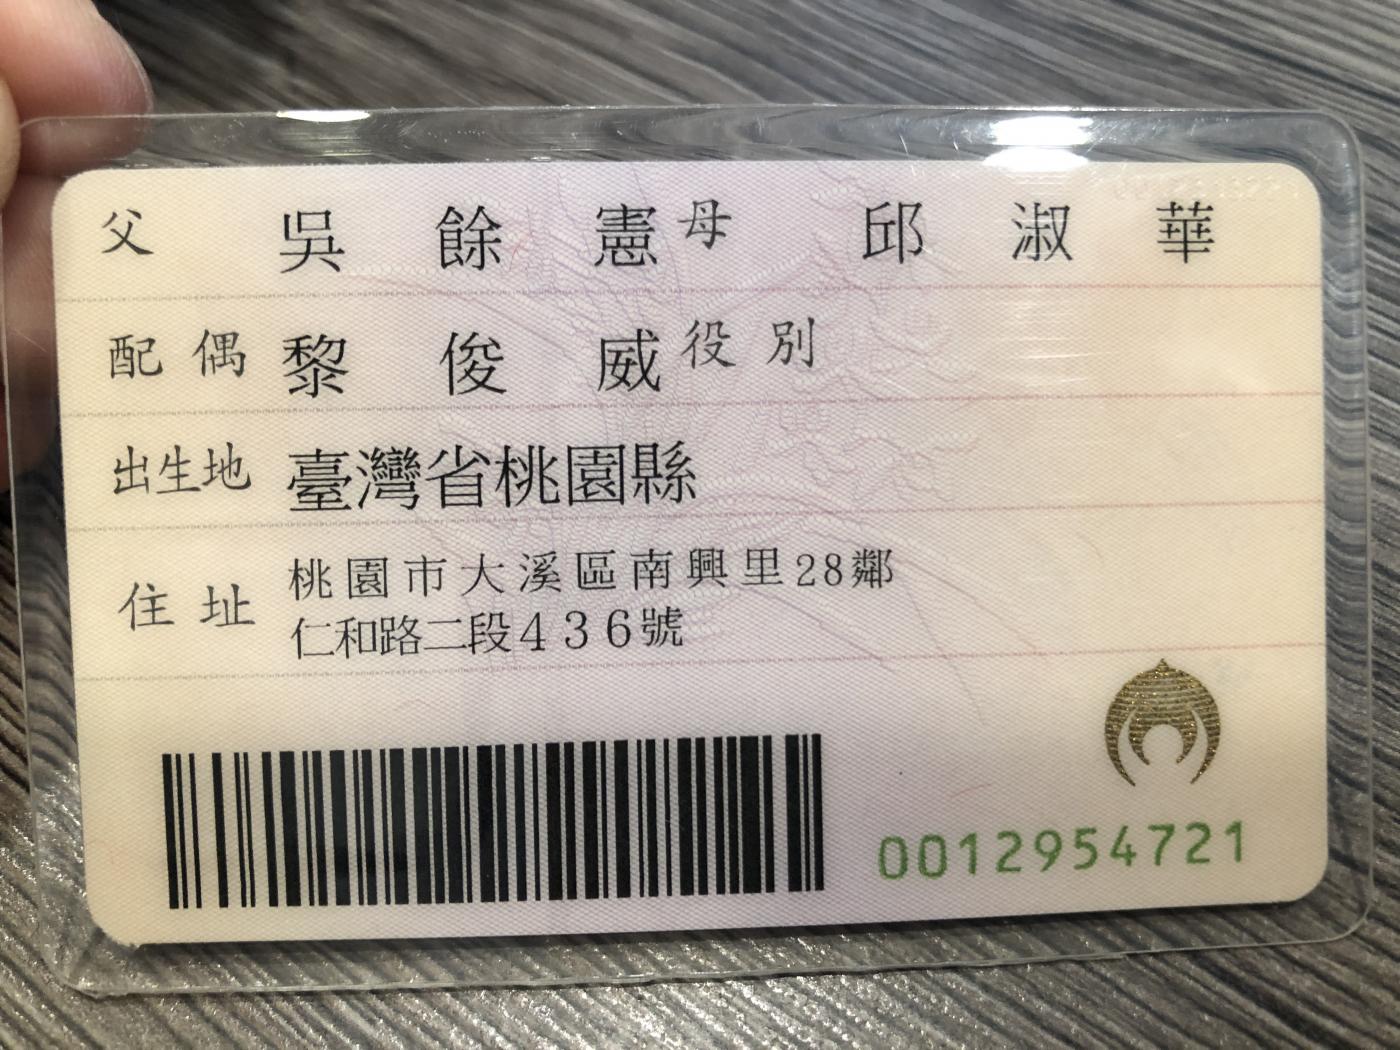 父 吳餘憲 母 邱淑華
配偶 黎俊威 役別
出生地 臺灣省桃園縣
住址 桃園市大溪區南興里28鄰
仁和路二段436號
0012954721